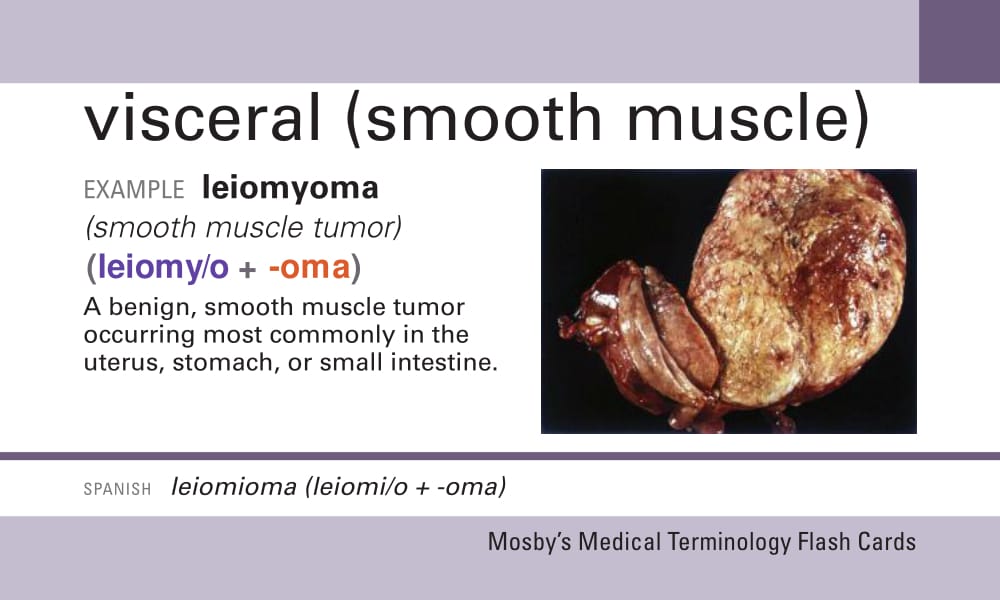 visceral (smooth muscle)
EXAMPLE leiomyoma
(smooth muscle tumor)
(leiomy/o + -oma)
A benign, smooth muscle tumor
occurring most commonly in the
uterus, stomach, or small intestine.
SPANISH leiomioma (leiomi/o + -oma)
Mosby's Medical Terminology Flash Cards